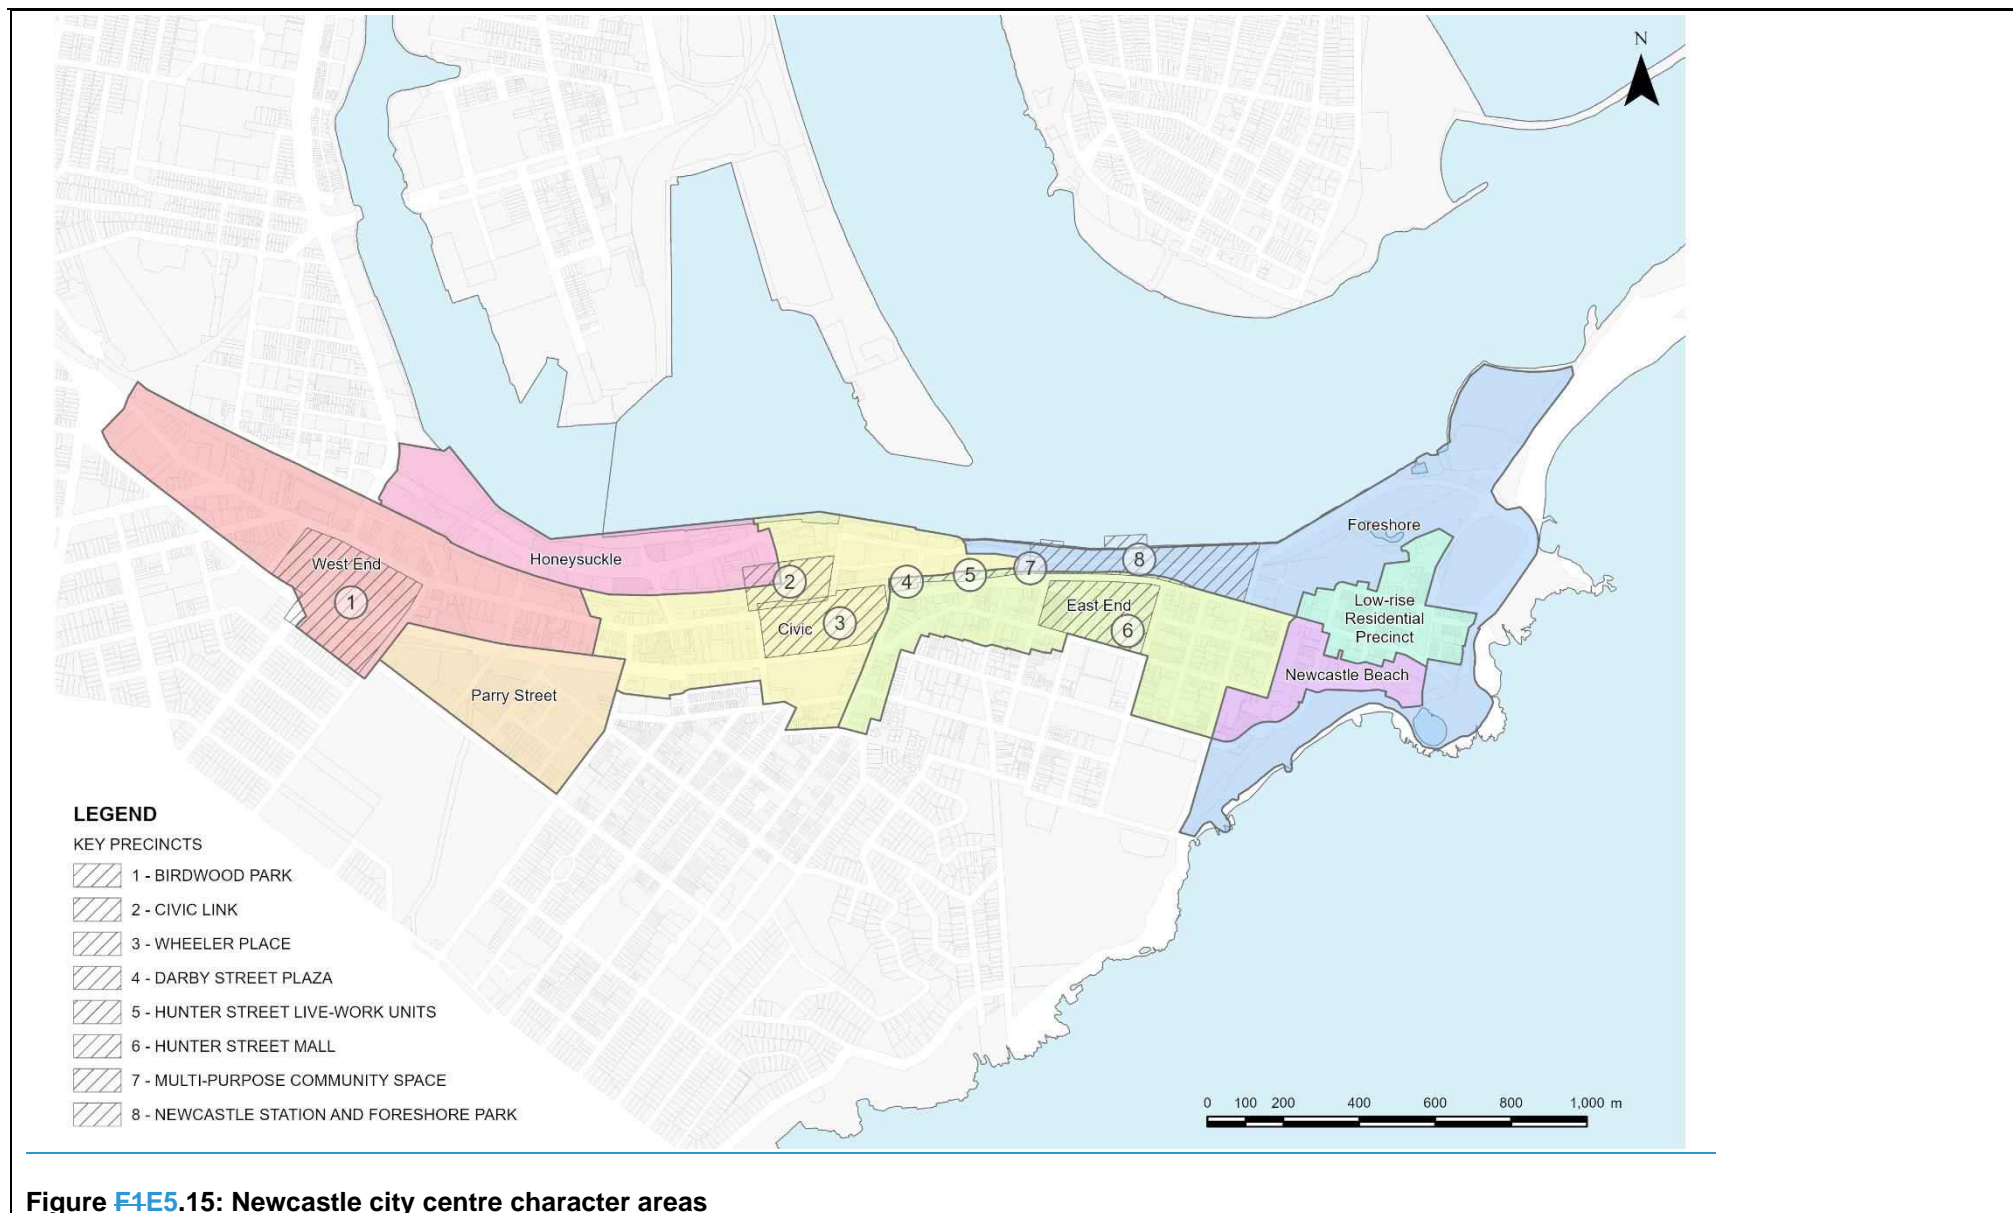 N
West End
1
Honeysuckle
Parry Street
2
Civic
3
4
5
7
8
East End
6
Foreshore
Low-rise
Residential
Precinct
Newcastle Beach
LEGEND
KEY PRECINCTS
1 - BIRDWOOD PARK
2 - CIVIC LINK
3 - WHEELER PLACE
4 - DARBY STREET PLAZA
5 - HUNTER STREET LIVE-WORK UNITS
6 - HUNTER STREET MALL
7 - MULTI-PURPOSE COMMUNITY SPACE
8 - NEWCASTLE STATION AND FORESHORE PARK
0 100 200 400 600 800 1,000 m
Figure F1E5.15: Newcastle city centre character areas